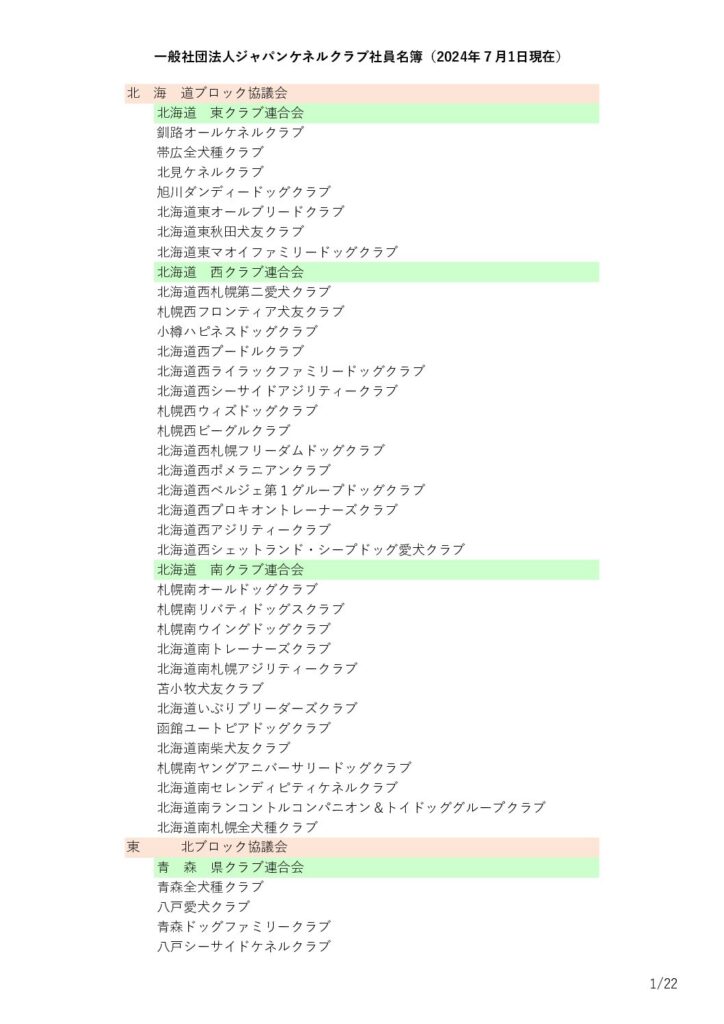 一般社団法人ジャパンケネルクラブ社員名簿（2024年７月1日現在）
北　海　道ブロック協議会
北海道　東クラブ連合会
釧路オールケネルクラブ
帯広全犬種クラブ
北見ケネルクラブ
旭川ダンディードッグクラブ
北海道東オールブリードクラブ
北海道東秋田犬友クラブ
北海道東マオイファミリードッグクラブ
北海道　西クラブ連合会
北海道西札幌第二愛犬クラブ
札幌西フロンティア犬友クラブ
小樽ハピネスドッグクラブ
北海道西プードルクラブ
北海道西ライラックファミリードッグクラブ
北海道西シーサイドアジリティークラブ
札幌西ウィズドッグクラブ
札幌西ビーグルクラブ
北海道西札幌フリーダムドッグクラブ
北海道西ポメラニアンクラブ
北海道西ベルジェ第１グループドッグクラブ
北海道西プロキオントレーナーズクラブ
北海道西アジリティークラブ
北海道西シェットランド・シープドッグ愛犬クラブ
北海道　南クラブ連合会
札幌南オールドッグクラブ
札幌南リバティドッグスクラブ
札幌南ウイングドッグクラブ
北海道南トレーナーズクラブ
北海道南札幌アジリティークラブ
苫小牧犬友クラブ
北海道いぶりブリーダーズクラブ
函館ユートピアドッグクラブ
北海道南柴犬友クラブ
札幌南ヤングアニバーサリードッグクラブ
北海道南セレンディピティケネルクラブ
北海道南ランコントルコンパニオン＆トイドッググループクラブ
北海道南札幌全犬種クラブ
東　　　北ブロック協議会
青　森　県クラブ連合会
青森全犬種クラブ
八戸愛犬クラブ
青森ドッグファミリークラブ
八戸シーサイドケネルクラブ
1/22